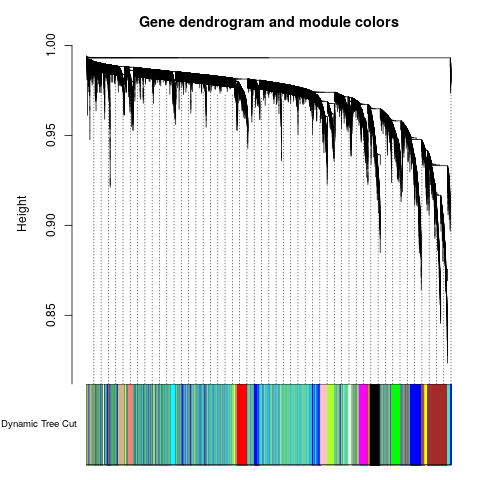 Gene dendrogram and module colors
Height
1.00
0.95
0.90
0.85
Dynamic Tree Cut